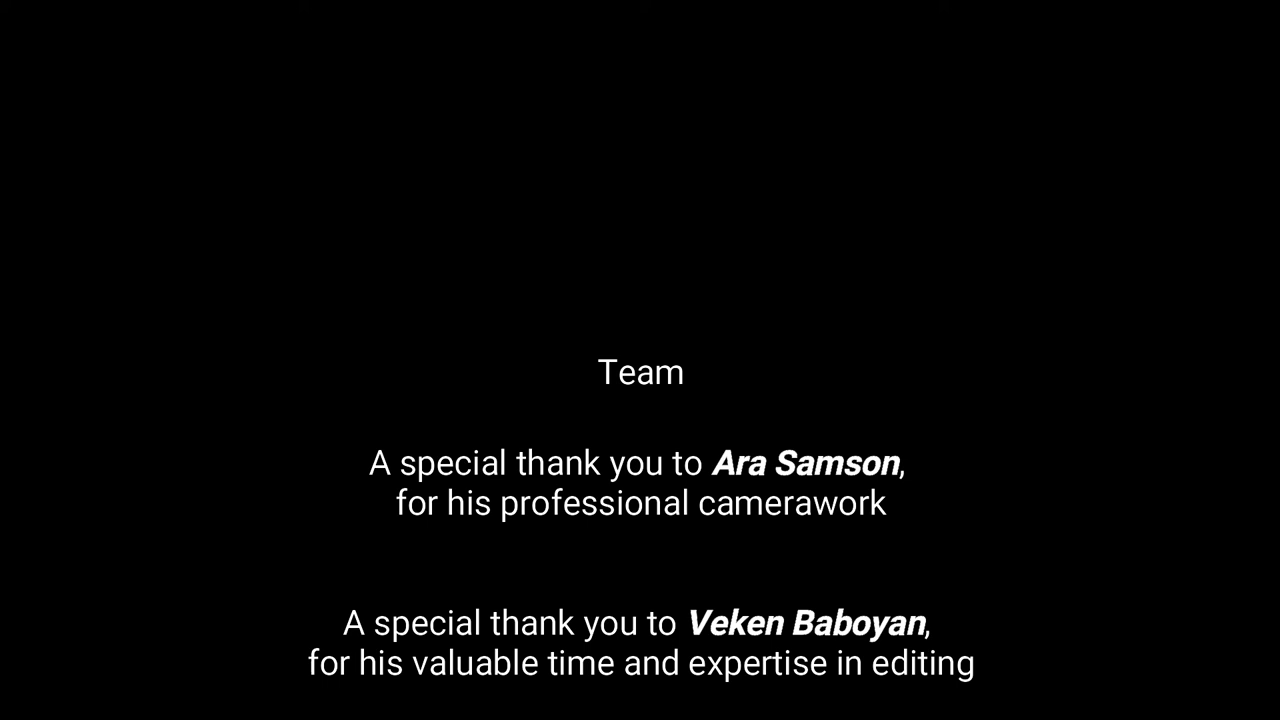 Team
A special thank you to Ara Samson,
for his professional camerawork
A special thank you to Veken Baboyan,
for his valuable time and expertise in editing